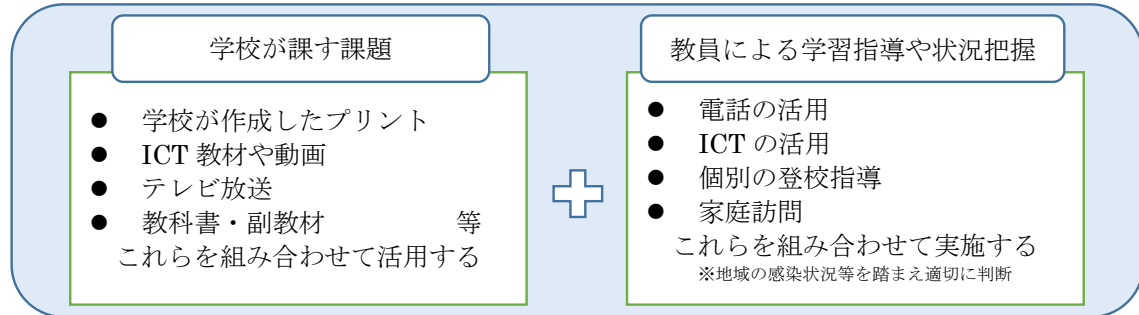 学校が課す課題
● 学校が作成したプリント
● ICT 教材や動画
● テレビ放送
● 教科書・副教材　　　　等
これらを組み合わせて活用する
教員による学習指導や状況把握
● 電話の活用
● ICT の活用
● 個別の登校指導
● 家庭訪問
これらを組み合わせて実施する
※地域の感染状況等を踏まえ適切に判断